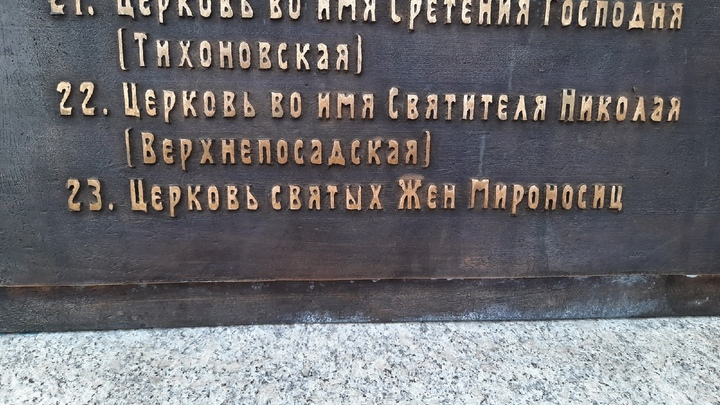 21. Церковь во имя Сретения Господня
(Тихоновская)
22. Церковь во имя Святителя Николая
(Верхнепосадская)
23. Церковь святых Жен Мироносиц